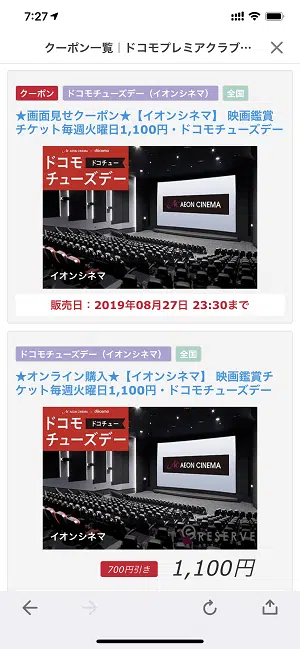 7:27
クーポン一覧｜ドコモプレミアクラブ…
クーポン ドコモチューズデー（イオンシネマ） 全国
★画面見せクーポン★【イオンシネマ】 映画鑑賞
チケット毎週火曜日1,100円・ドコモチューズデー
AEON CINEMA docomo
ドコモ ドコチュー
チューズデー
AEON CINEMA
イオンシネマ
販売日：2019年08月27日 23:30まで
ドコモチューズデー（イオンシネマ） 全国
★オンライン購入★【イオンシネマ】 映画鑑賞チ
ケット毎週火曜日1,100円・ドコモチューズデー
AEON CINEMA docomo
ドコモ ドコチュー
チューズデー
AEON CINEMA
イオンシネマ
RESERVE
700円引き 1,100円